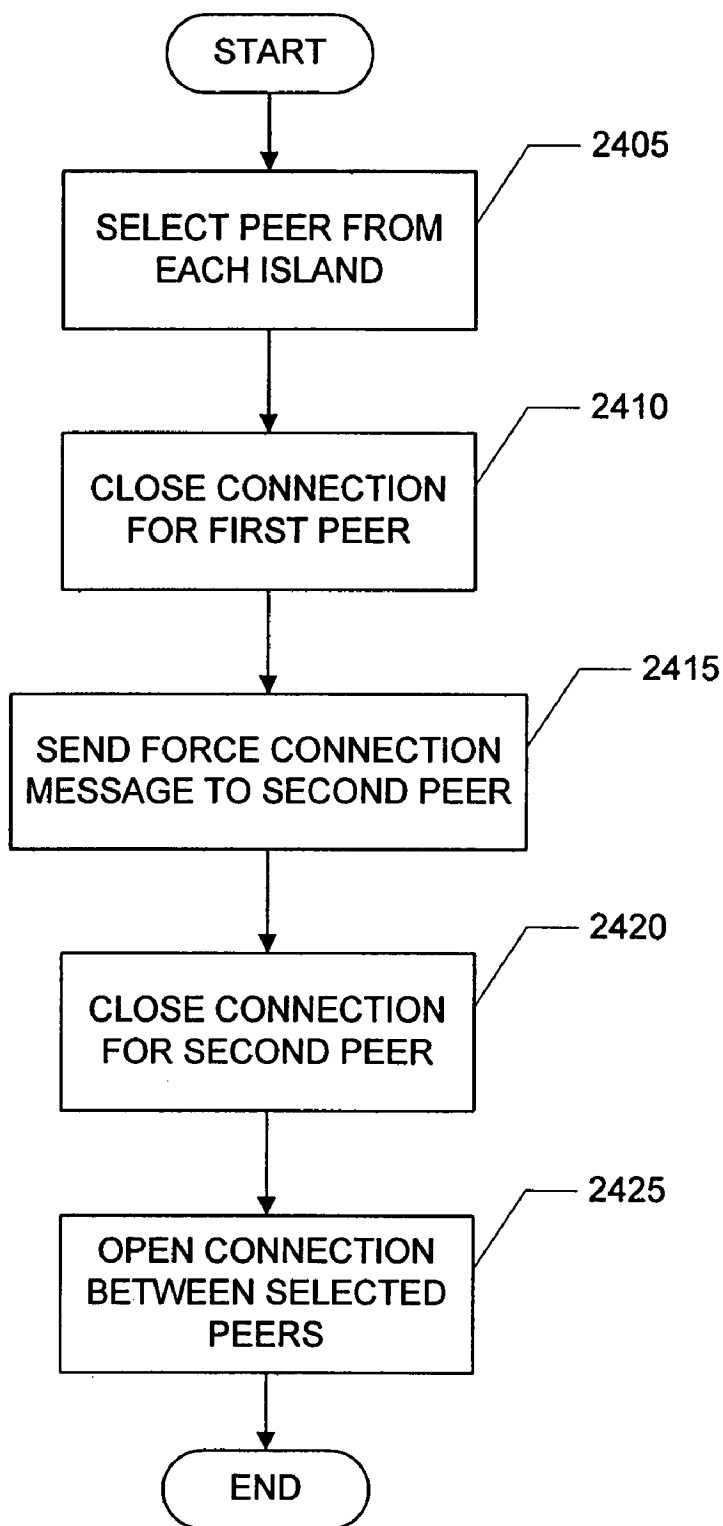 START
2405
SELECT PEER FROM
EACH ISLAND
2410
CLOSE CONNECTION
FOR FIRST PEER
2415
SEND FORCE CONNECTION
MESSAGE TO SECOND PEER
2420
CLOSE CONNECTION
FOR SECOND PEER
2425
OPEN CONNECTION
BETWEEN SELECTED
PEERS
END